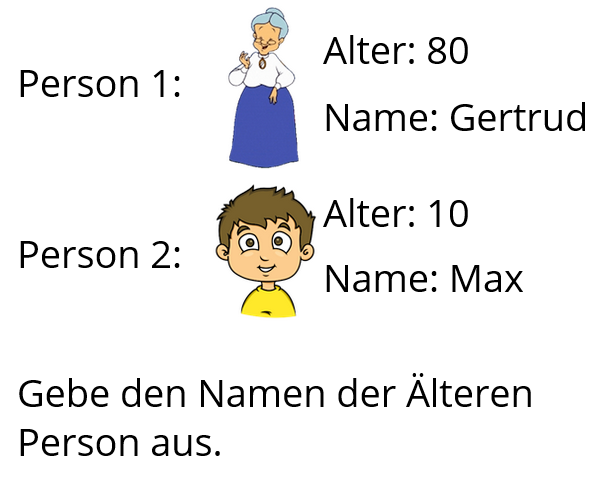 Person 1:
Alter: 80
Name: Gertrud
Person 2:
Alter: 10
Name: Max
Gebe den Namen der Älteren
Person aus.